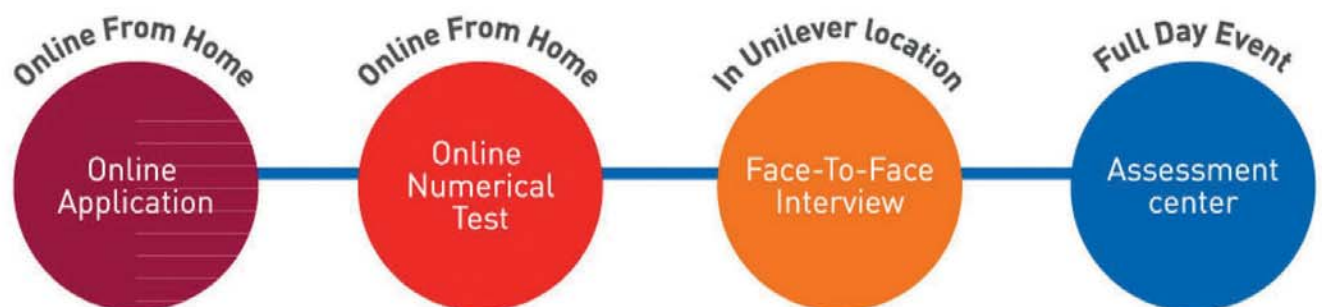 Online From Home
Online
Application
Online From Home
Online
Numerical
Test
In Unilever location
Face-To-Face
Interview
Full Day Event
Assessment
center